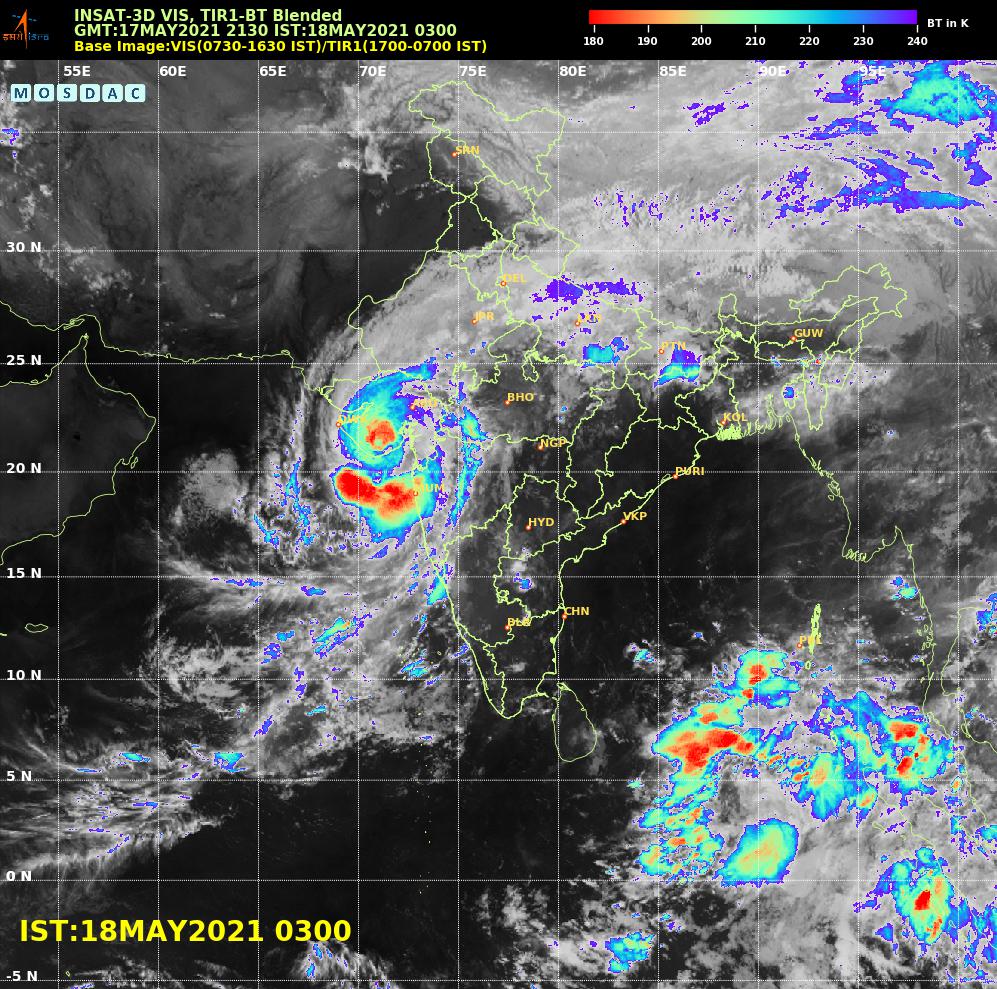 INSAT-3D VIS, TIR1-BT Blended
GMT:17MAY2021 2130 IST:18MAY2021 0300
Base Image:VIS(0730-1630 IST)/TIR1(1700-0700 IST)
BT in K
180 190 200 210 220 230 240
55E 60E 65E 70E 75E 80E 85E 90E 95E
MOSDAC
SRN
30 N
DEL
JPR
GUW
PTN
25 N
BHO
KOL
NGP
20 N
PURI
MUM
HYD
VKP
15 N
CHN
BLR
10 N
5 N
0 N
IST:18MAY2021 0300
-5 N